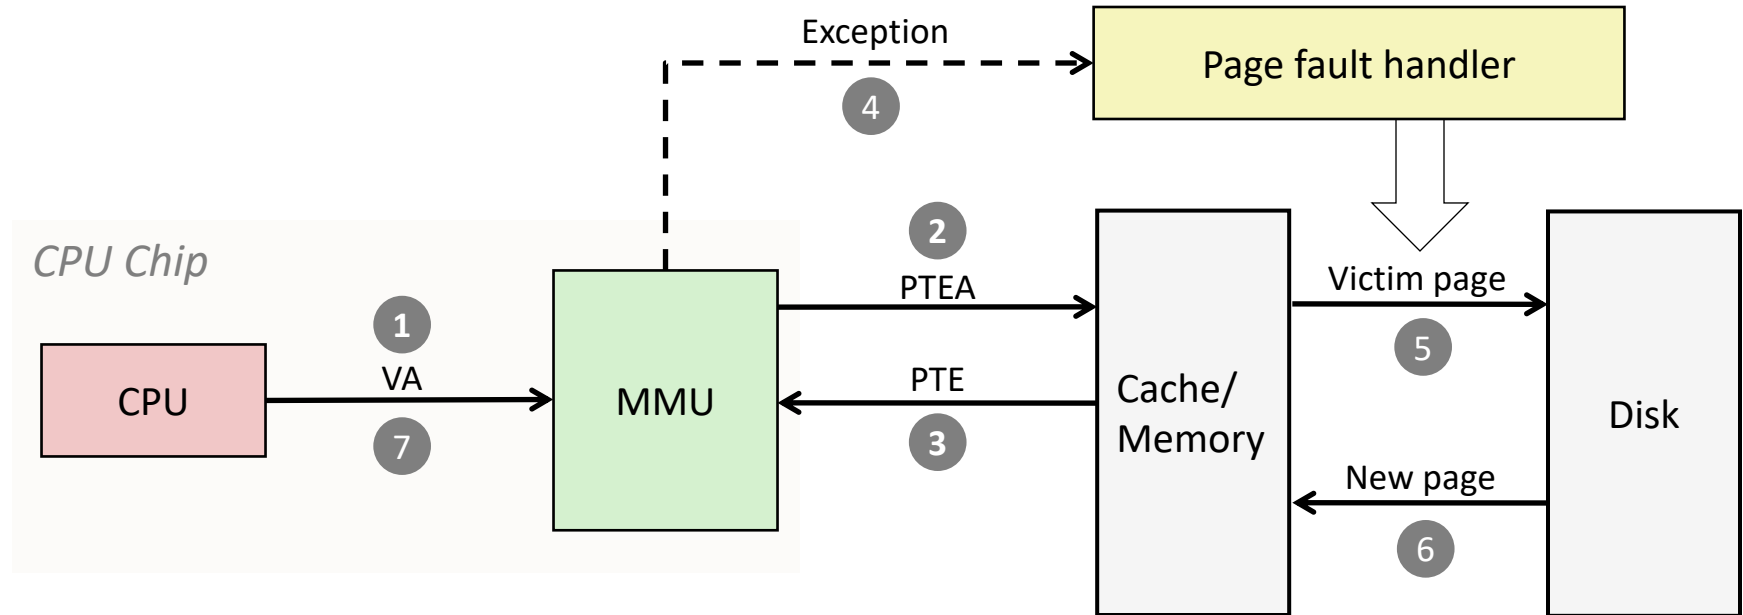 Exception
Page fault handler
4
CPU Chip
2
PTEA
Victim page
1
5
VA
CPU
MMU
PTE
Cache/
Memory
Disk
7
3
New page
6